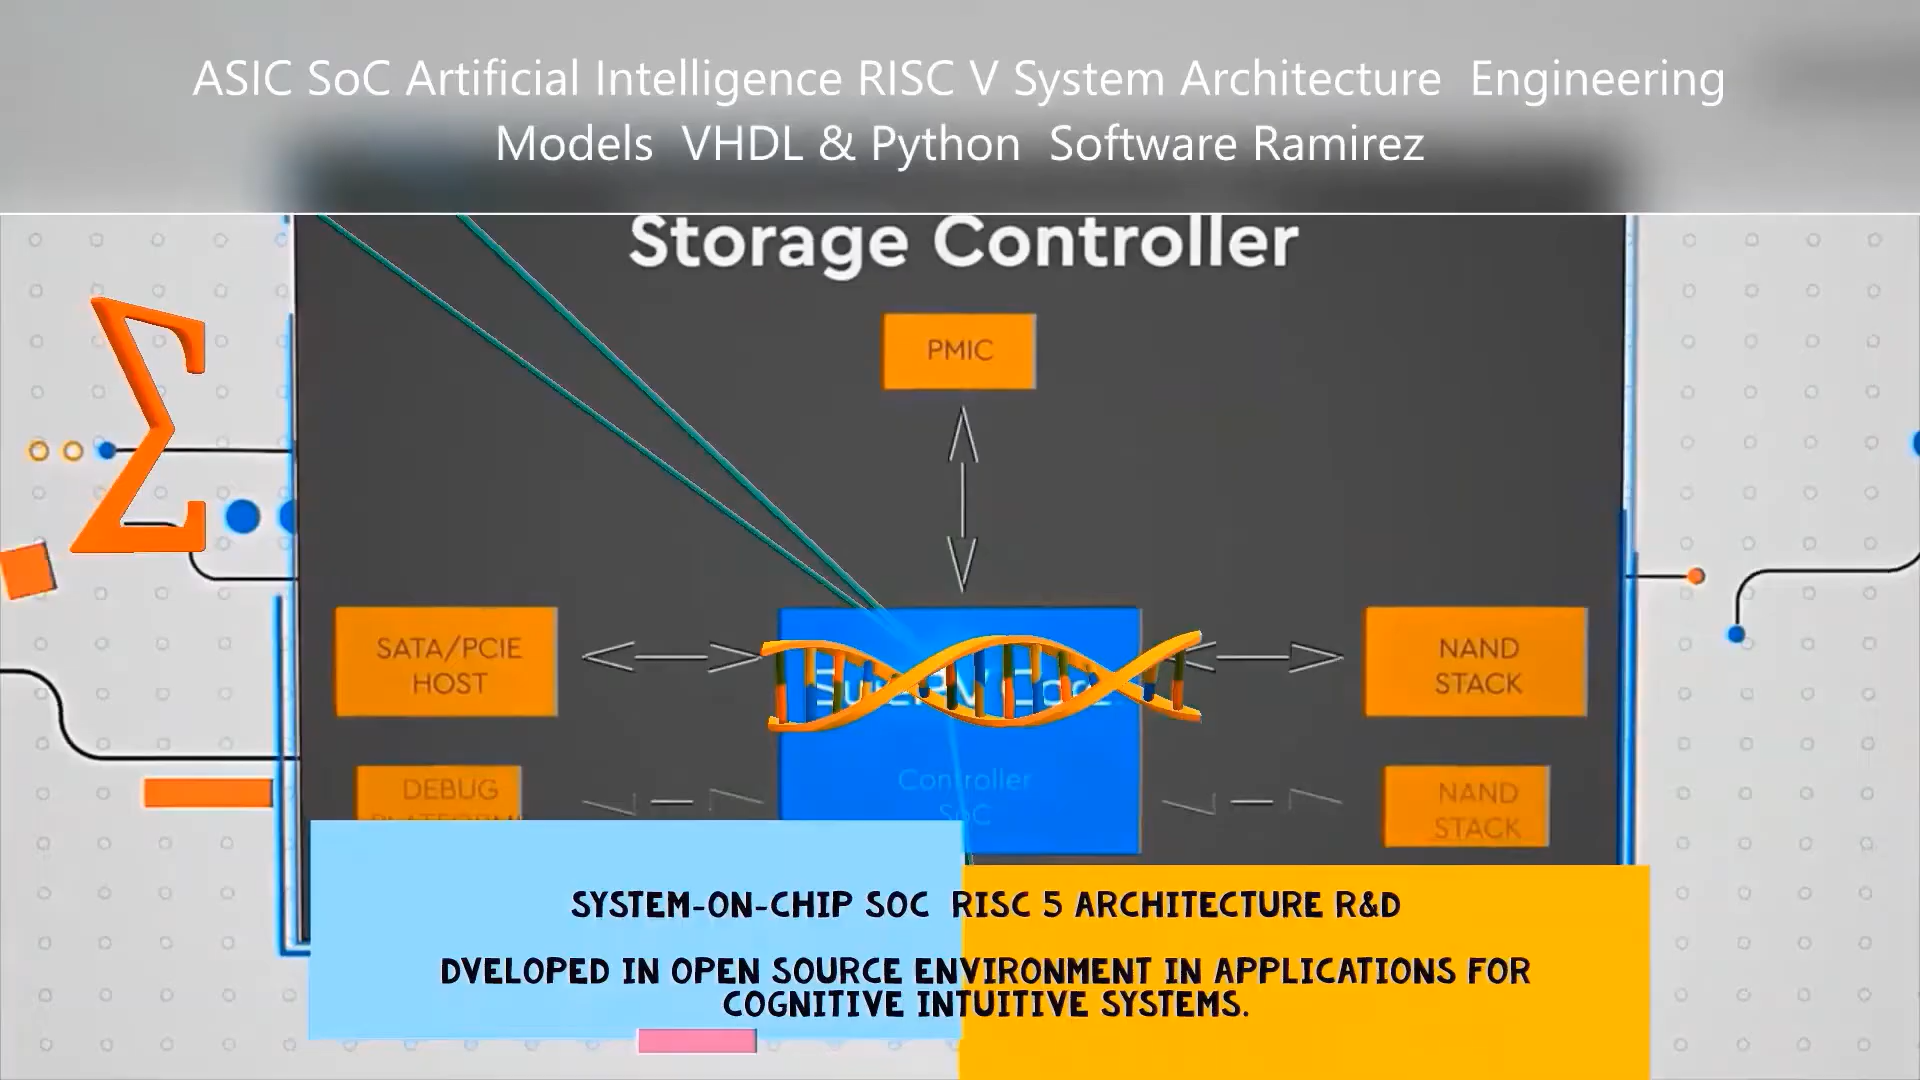 ASIC SoC Artificial Intelligence RISC V System Architecture Engineering
Models VHDL & Python Software Ramirez
Storage Controller
PMIC
SATA/PCIE
HOST
NAND
STACK
DEBUG
PLATFORM
Controller
SoC
NAND
STACK
SYSTEM-ON-CHIP SOC RISC 5 ARCHITECTURE R&D
DVELOPED IN OPEN SOURCE ENVIRONMENT IN APPLICATIONS FOR
COGNITIVE INTUITIVE SYSTEMS.